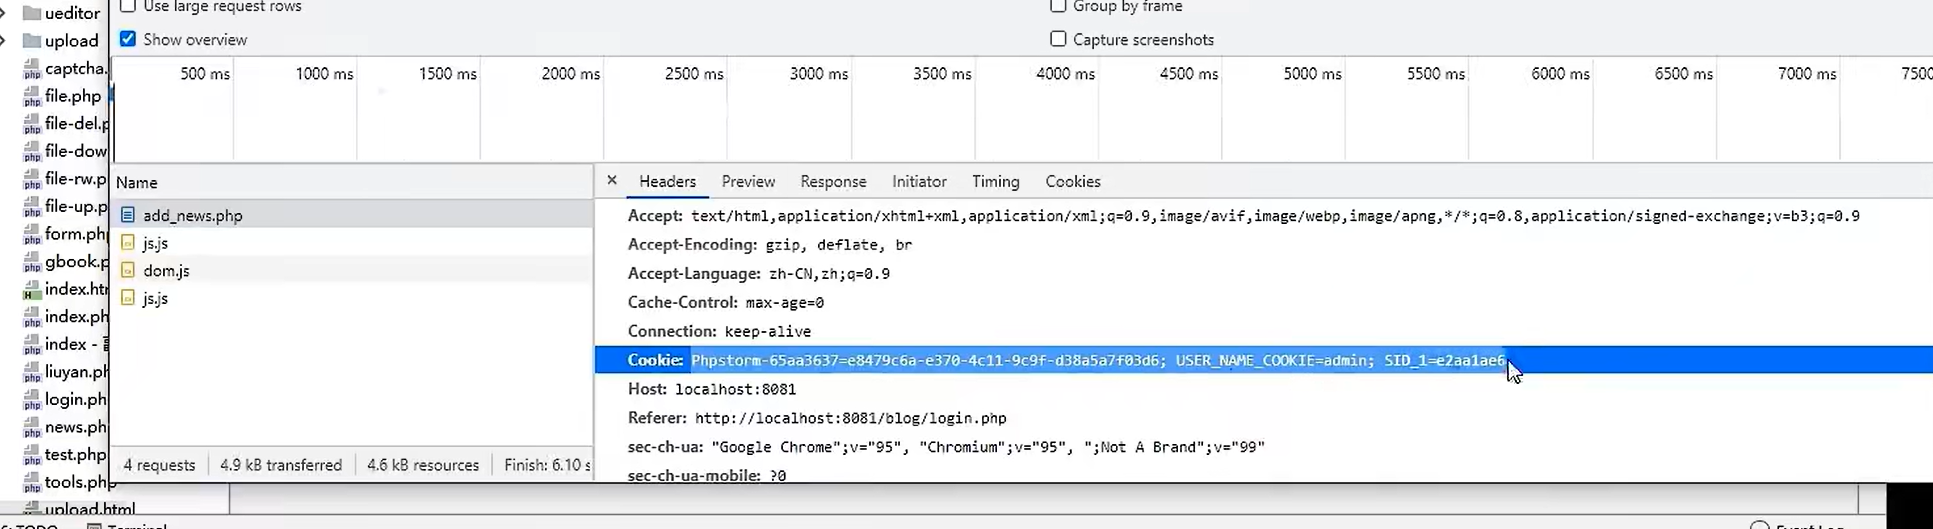 ueditor
upload
captcha.
file.php
file-del.p
file-dow
file-rw.p
file-up.p
form.ph
gbook.p
index.htr
index.ph
index -
liuyan.ph
login.ph
news.ph
test.php
tools.php
upload.html
Use large request rows
Group by frame
Show overview
Capture screenshots
500 ms 1000 ms 1500 ms 2000 ms 2500 ms 3000 ms 3500 ms 4000 ms 4500 ms 5000 ms 5500 ms 6000 ms 6500 ms 7000 ms 7500
Name
add_news.php
js.js
dom.js
js.js
4 requests 4.9 kB transferred 4.6 kB resources Finish: 6.10 s
× Headers Preview Response Initiator Timing Cookies
Accept: text/html,application/xhtml+xml,application/xml;q=0.9,image/avif,image/webp,image/apng,*/*;q=0.8,application/signed-exchange;v=b3;q=0.9
Accept-Encoding: gzip, deflate, br
Accept-Language: zh-CN,zh;q=0.9
Cache-Control: max-age=0
Connection: keep-alive
Cookie: Phpstorm-65aa3637=e8479c6a-e370-4c11-9c9f-d38a5a7f03d6; USER_NAME_COOKIE=admin; SID_1=e2aa1ae6
Host: localhost:8081
Referer: http://localhost:8081/blog/login.php
sec-ch-ua: "Google Chrome";v="95", "Chromium";v="95", ";Not A Brand";v="99"
sec-ch-ua-mobile: ?0
TODO Terminal
Event Log